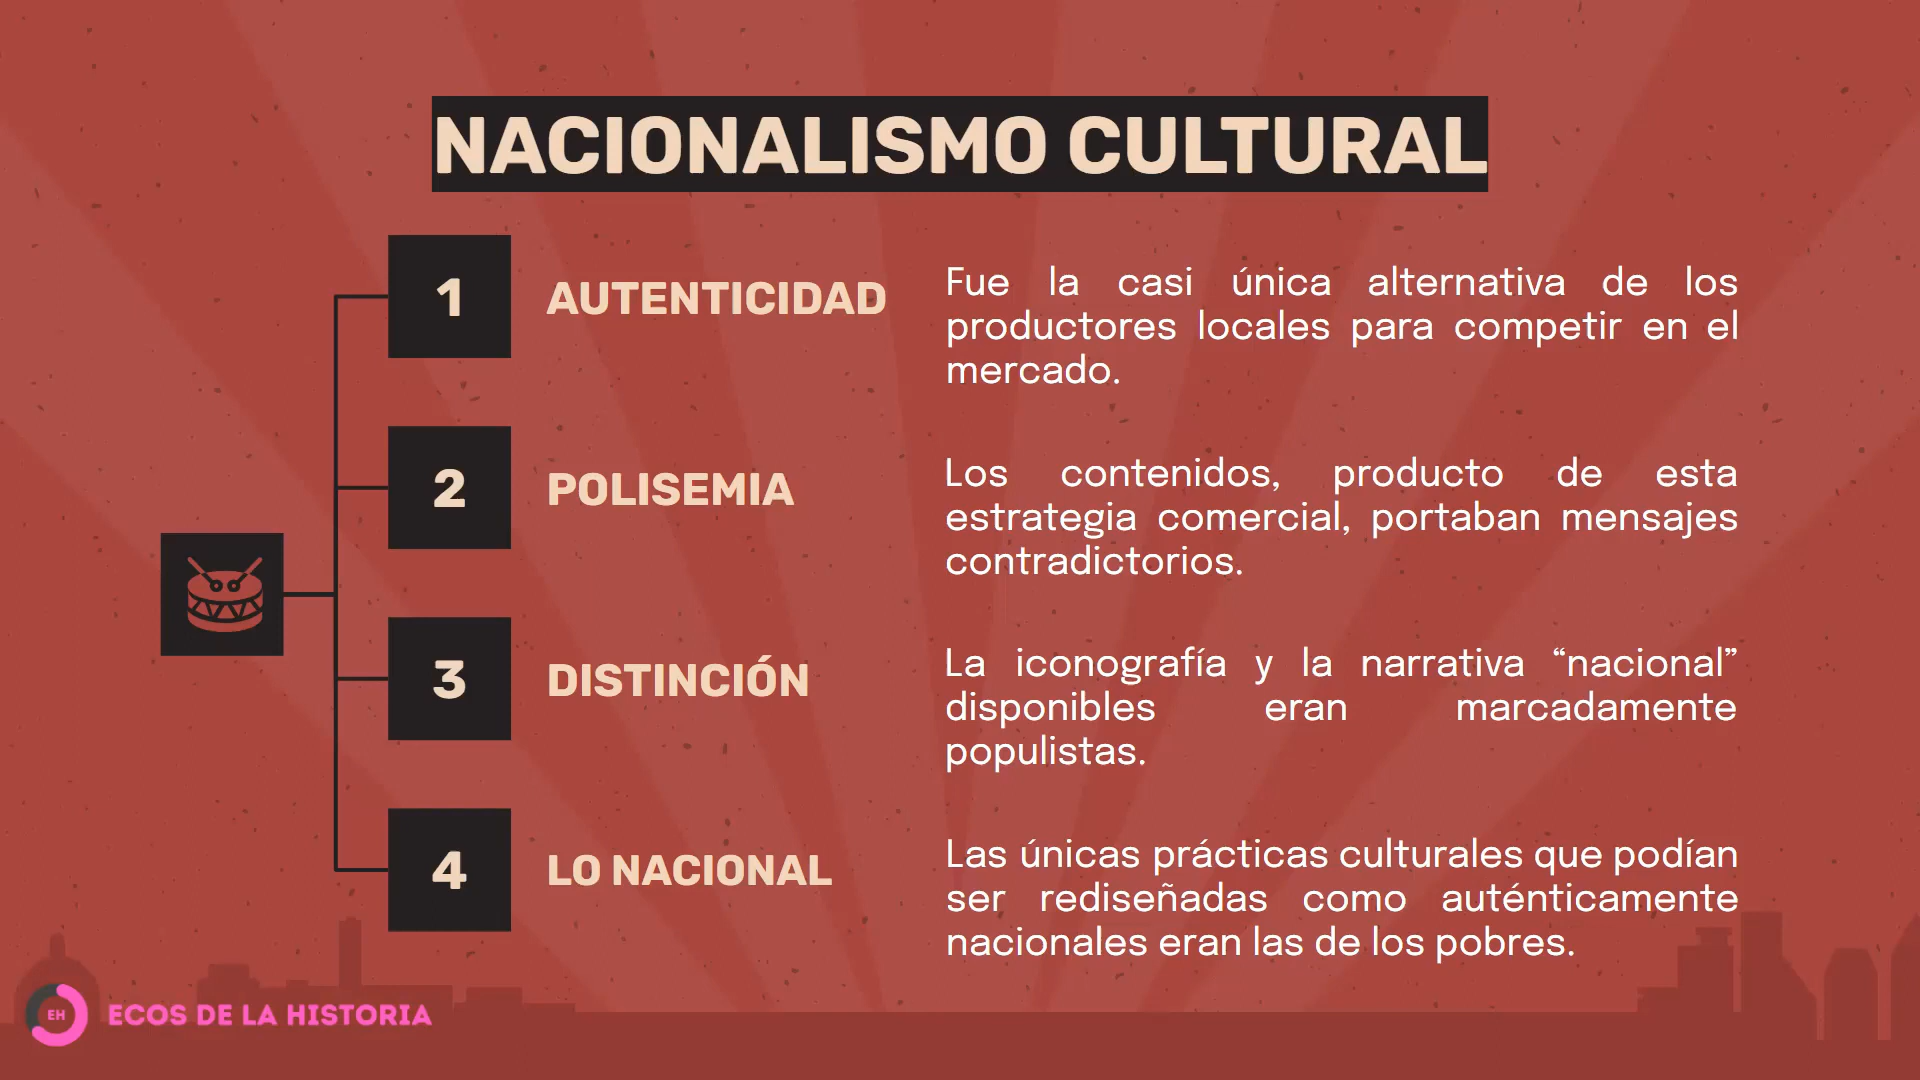 NACIONALISMO CULTURAL
1
AUTENTICIDAD
Fue la casi única alternativa de los
productores locales para competir en el
mercado.
2
POLISEMIA
Los contenidos, producto de esta
estrategia comercial, portaban mensajes
contradictorios.
3
DISTINCIÓN
La iconografía y la narrativa “nacional”
disponibles eran marcadamente
populistas.
4
LO NACIONAL
Las únicas prácticas culturales que podían
ser rediseñadas como auténticamente
nacionales eran las de los pobres.
EH
ECOS DE LA HISTORIA